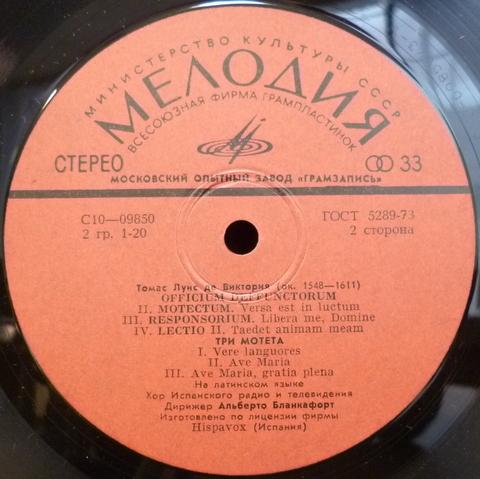 МИНИСТЕРСТВО КУЛЬТУРЫ СССР
МЕЛОДИЯ
ВСЕСОЮЗНАЯ ФИРМА ГРАМПЛАСТИНОК
СТЕРЕО 33
МОСКОВСКИЙ ОПЫТНЫЙ ЗАВОД «ГРАМЗАПИСЬ»
С10—09850 ГОСТ 5289-73
2 гр. 1-20 2 сторона
Томас Луис де Виктория (ок. 1548—1611)
OFFICIUM DEFFUNCTORUM
II. MOTECTUM. Versa est in luctum
III. RESPONSORIUM. Libera me, Domine
IV. LECTIO II. Taedet animam meam
ТРИ МОТЕТА
I. Vere languores
II. Ave Maria
III. Ave Maria, gratia plena
На латинском языке
Хор Испанского радио и телевидения
Дирижер Альберто Бланкафорт
Изготовлено по лицензии фирмы
Hispavox (Испания)